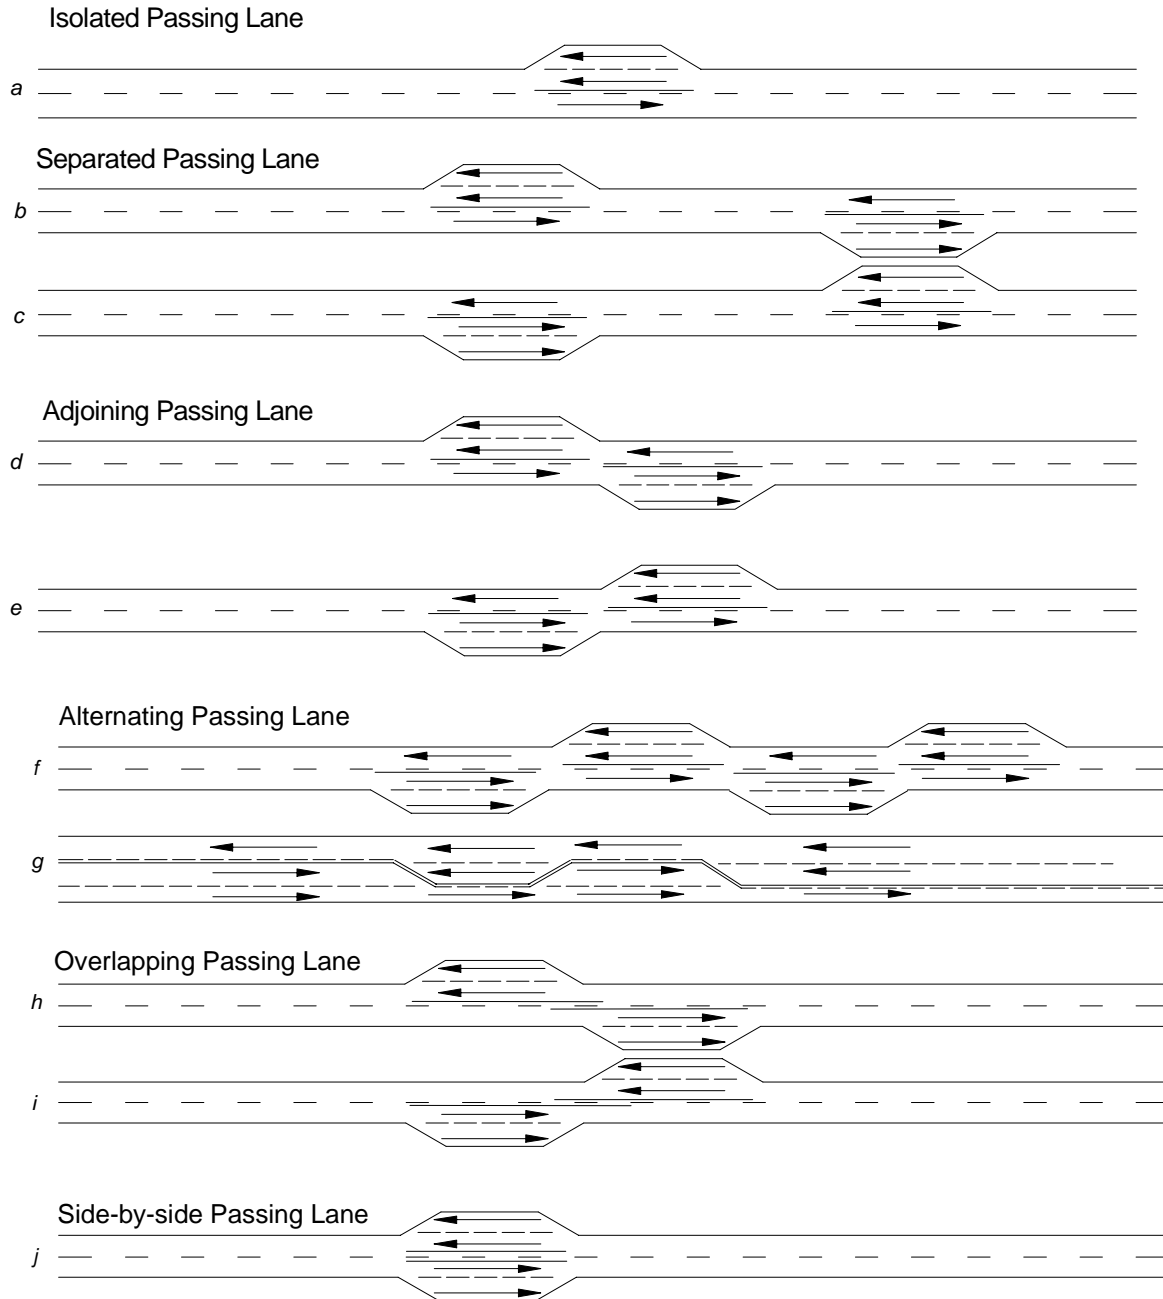 Isolated Passing Lane
a
Separated Passing Lane
b
c
Adjoining Passing Lane
d
e
Alternating Passing Lane
f
g
Overlapping Passing Lane
h
i
Side-by-side Passing Lane
j